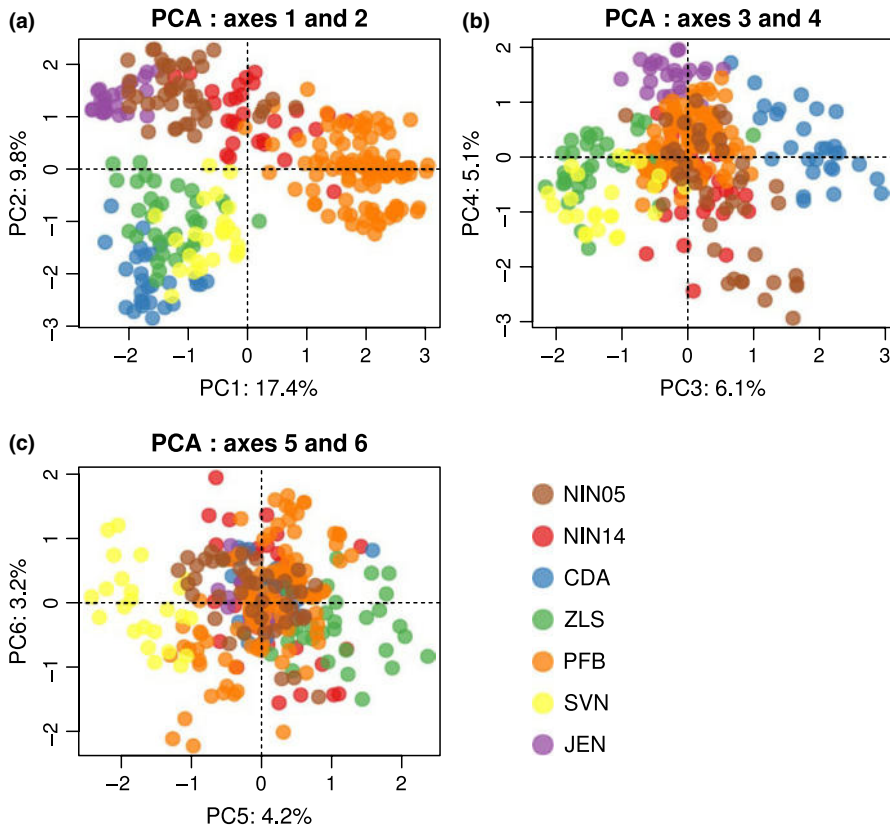 (a) PCA : axes 1 and 2
2
1
0
−1
−2
−3
PC2: 9.8%
−2 −1 0 1 2 3
PC1: 17.4%
(b) PCA : axes 3 and 4
2
1
0
−1
−2
−3
PC4: 5.1%
−2 −1 0 1 2 3
PC3: 6.1%
(c) PCA : axes 5 and 6
2
1
0
−1
−2
PC6: 3.2%
−2 −1 0 1 2
PC5: 4.2%
NIN05
NIN14
CDA
ZLS
PFB
SVN
JEN